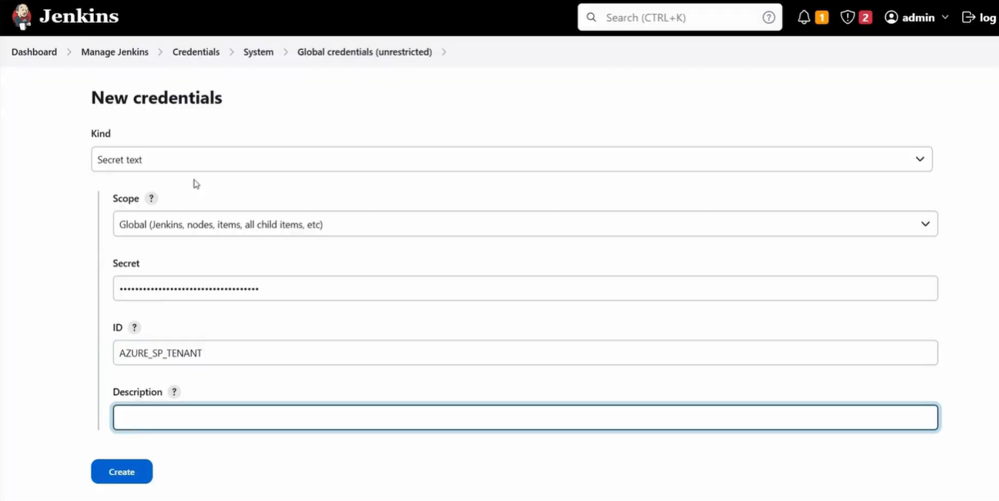 Jenkins
Search (CTRL+K) ?
1 2 admin log
Dashboard Manage Jenkins Credentials System Global credentials (unrestricted)
New credentials
Kind
Secret text
Scope ?
Global (Jenkins, nodes, items, all child items, etc)
Secret
••••••••••••••••••••••••••••••••••••
ID ?
AZURE_SP_TENANT
Description ?
Create